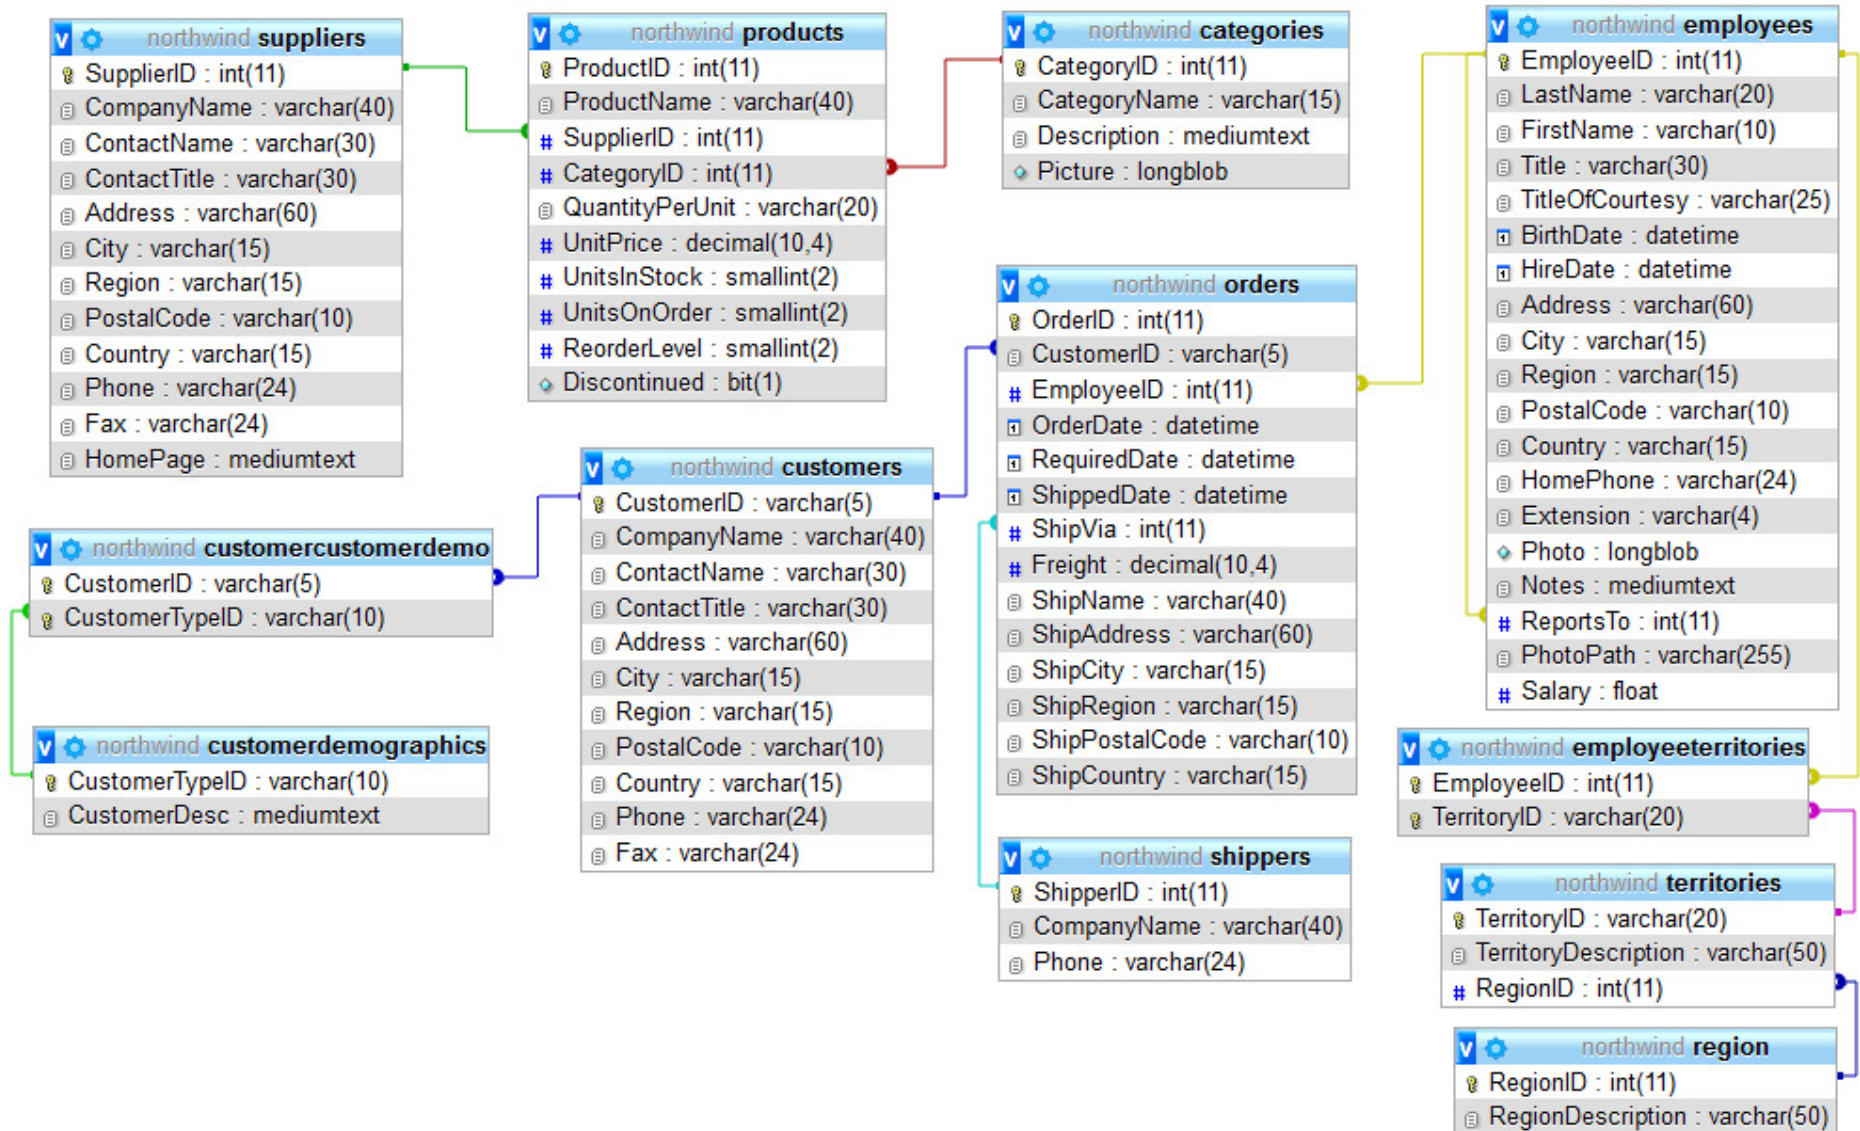 northwind suppliers
SupplierID : int(11)
CompanyName : varchar(40)
ContactName : varchar(30)
ContactTitle : varchar(30)
Address : varchar(60)
City : varchar(15)
Region : varchar(15)
PostalCode : varchar(10)
Country : varchar(15)
Phone : varchar(24)
Fax : varchar(24)
HomePage : mediumtext
northwind products
ProductID : int(11)
ProductName : varchar(40)
# SupplierID : int(11)
# CategoryID : int(11)
QuantityPerUnit : varchar(20)
# UnitPrice : decimal(10,4)
# UnitsInStock : smallint(2)
# UnitsOnOrder : smallint(2)
# ReorderLevel : smallint(2)
Discontinued : bit(1)
northwind categories
CategoryID : int(11)
CategoryName : varchar(15)
Description : mediumtext
Picture : longblob
northwind employees
EmployeeID : int(11)
LastName : varchar(20)
FirstName : varchar(10)
Title : varchar(30)
TitleOfCourtesy : varchar(25)
BirthDate : datetime
HireDate : datetime
Address : varchar(60)
City : varchar(15)
Region : varchar(15)
PostalCode : varchar(10)
Country : varchar(15)
HomePhone : varchar(24)
Extension : varchar(4)
Photo : longblob
Notes : mediumtext
# ReportsTo : int(11)
PhotoPath : varchar(255)
# Salary : float
northwind orders
OrderID : int(11)
CustomerID : varchar(5)
# EmployeeID : int(11)
OrderDate : datetime
RequiredDate : datetime
ShippedDate : datetime
# ShipVia : int(11)
# Freight : decimal(10,4)
ShipName : varchar(40)
ShipAddress : varchar(60)
ShipCity : varchar(15)
ShipRegion : varchar(15)
ShipPostalCode : varchar(10)
ShipCountry : varchar(15)
northwind customers
CustomerID : varchar(5)
CompanyName : varchar(40)
ContactName : varchar(30)
ContactTitle : varchar(30)
Address : varchar(60)
City : varchar(15)
Region : varchar(15)
PostalCode : varchar(10)
Country : varchar(15)
Phone : varchar(24)
Fax : varchar(24)
northwind customercustomerdemo
CustomerID : varchar(5)
CustomerTypeID : varchar(10)
northwind customerdemographics
CustomerTypeID : varchar(10)
CustomerDesc : mediumtext
northwind shippers
ShipperID : int(11)
CompanyName : varchar(40)
Phone : varchar(24)
northwind employeeterritories
EmployeeID : int(11)
TerritoryID : varchar(20)
northwind territories
TerritoryID : varchar(20)
TerritoryDescription : varchar(50)
# RegionID : int(11)
northwind region
RegionID : int(11)
RegionDescription : varchar(50)